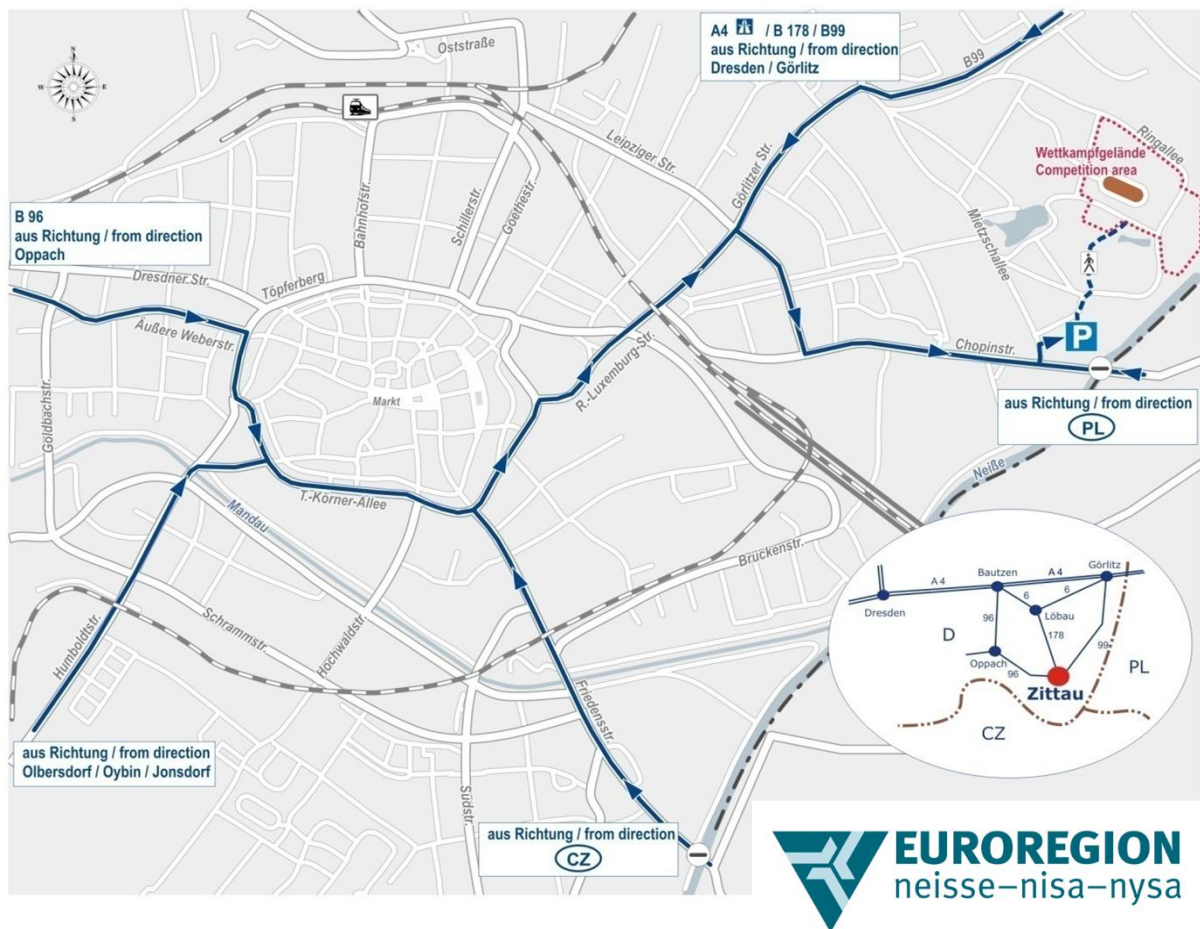 N
W
E
S
Oststraße
A4 / B 178 / B99
aus Richtung / from direction
Dresden / Görlitz
B99
Leipziger Str.
Görlitzer Str.
Ringallee
Wettkampfgelände
Competition area
Mietzschallee
Bahnhofstr.
Schillerstr.
Goethestr.
B 96
aus Richtung / from direction
Oppach
Dresdner Str.
Töpferberg
Äußere Weberstr.
Goldbachstr.
Markt
R.-Luxemburg-Str.
Chopinstr.
P
aus Richtung / from direction
PL
Neiße
T.-Körner-Allee
Mandau
Brückenstr.
Humboldtstr.
Schrammstr.
Hochwaldstr.
Friedensstr.
Südstr.
aus Richtung / from direction
Olbersdorf / Oybin / Jonsdorf
aus Richtung / from direction
CZ
A 4
Bautzen
A 4
Görlitz
Dresden
6
6
Löbau
96
178
99
D
Oppach
96
PL
Zittau
CZ
EUROREGION
neisse–nisa–nysa